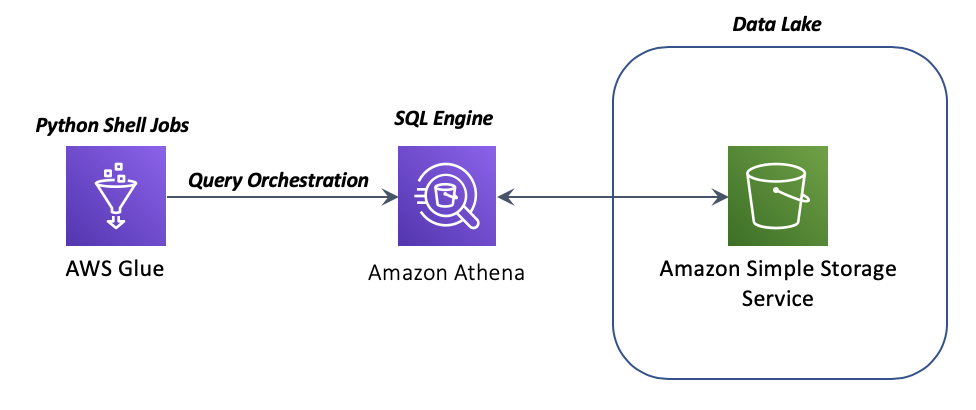 Data Lake
SQL Engine
Python Shell Jobs
Query Orchestration
AWS Glue
Amazon Athena
Amazon Simple Storage
Service